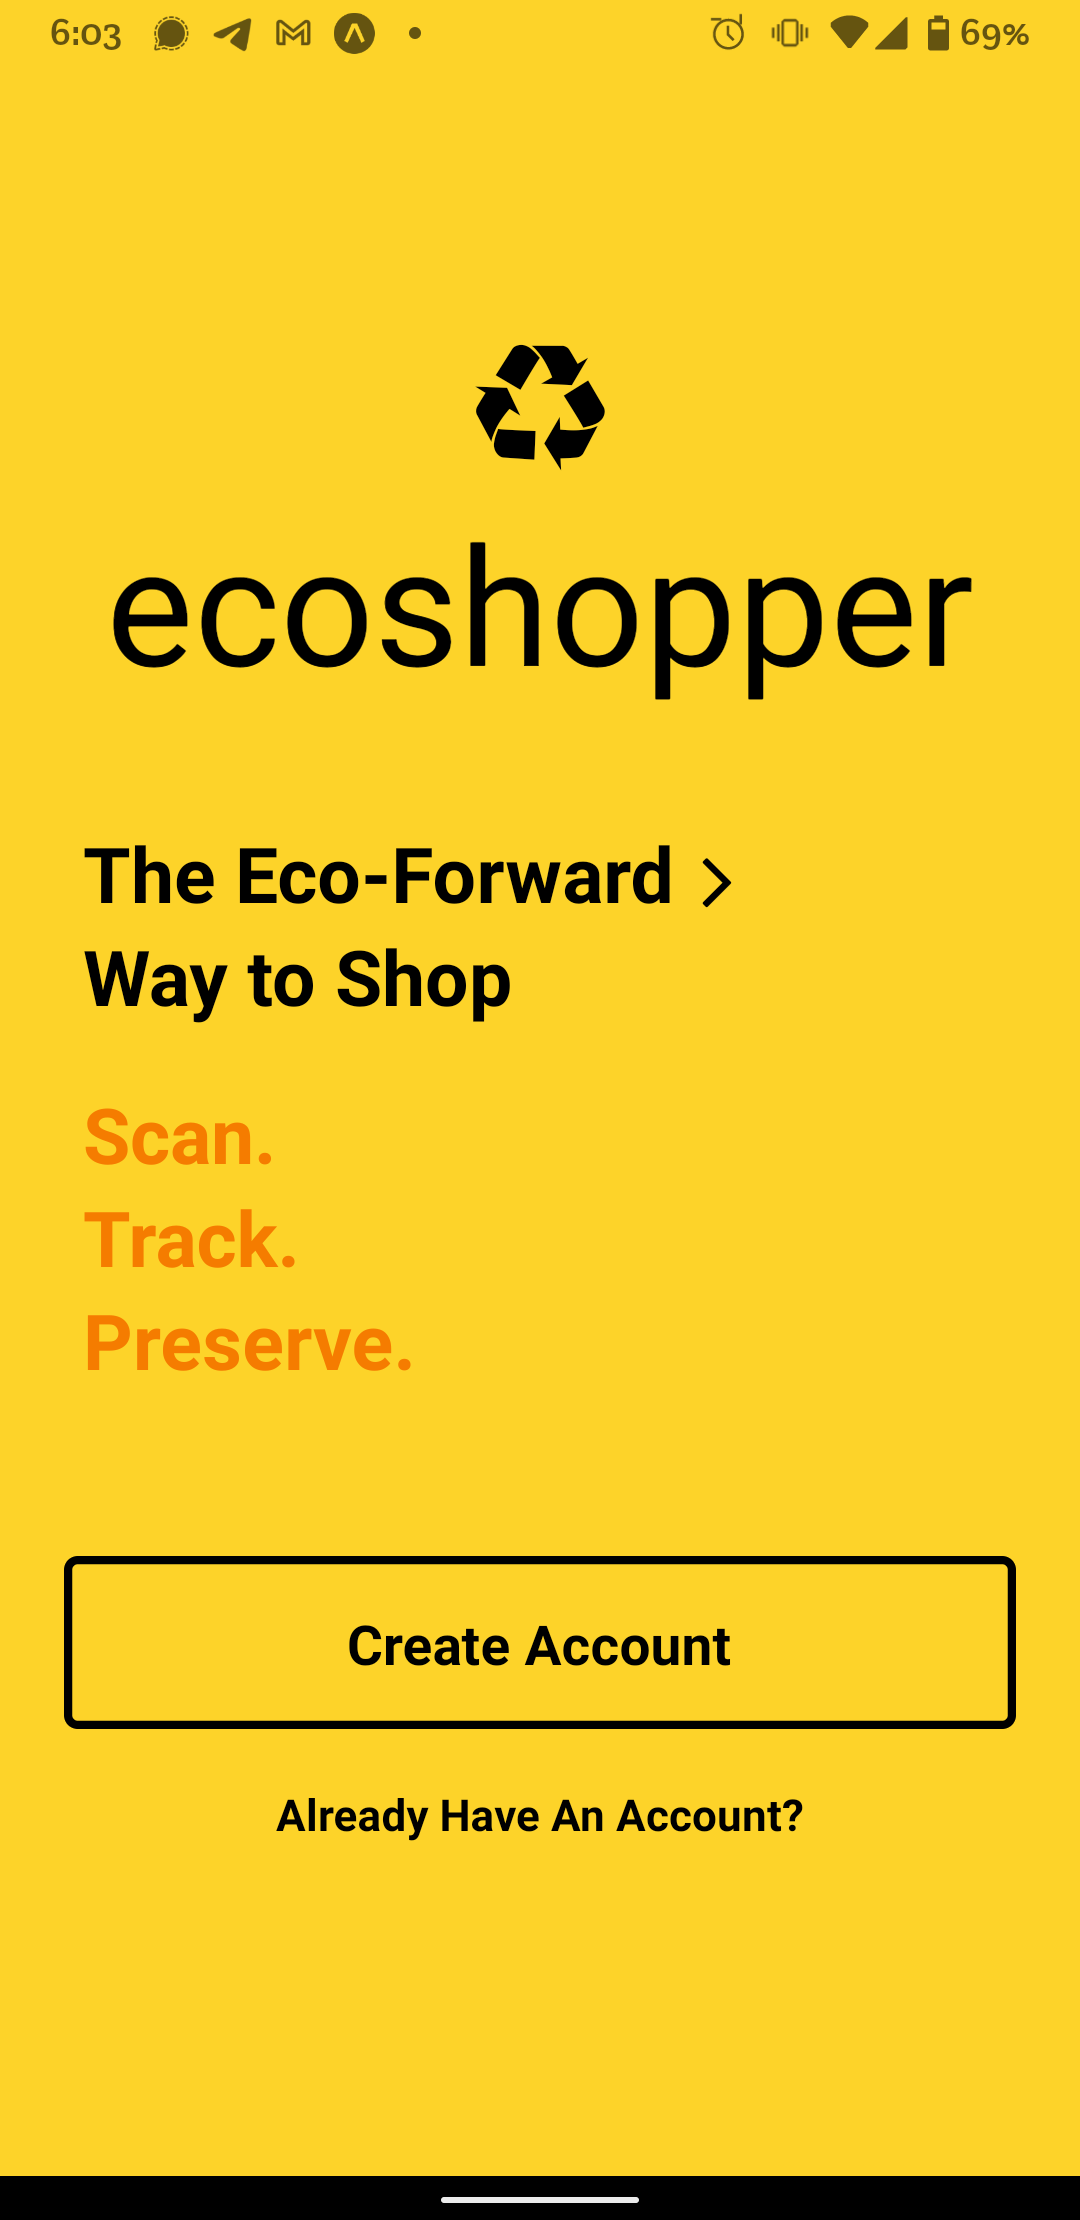 6:03
69%
ecoshopper
The Eco-Forward
Way to Shop
Scan.
Track.
Preserve.
Create Account
Already Have An Account?